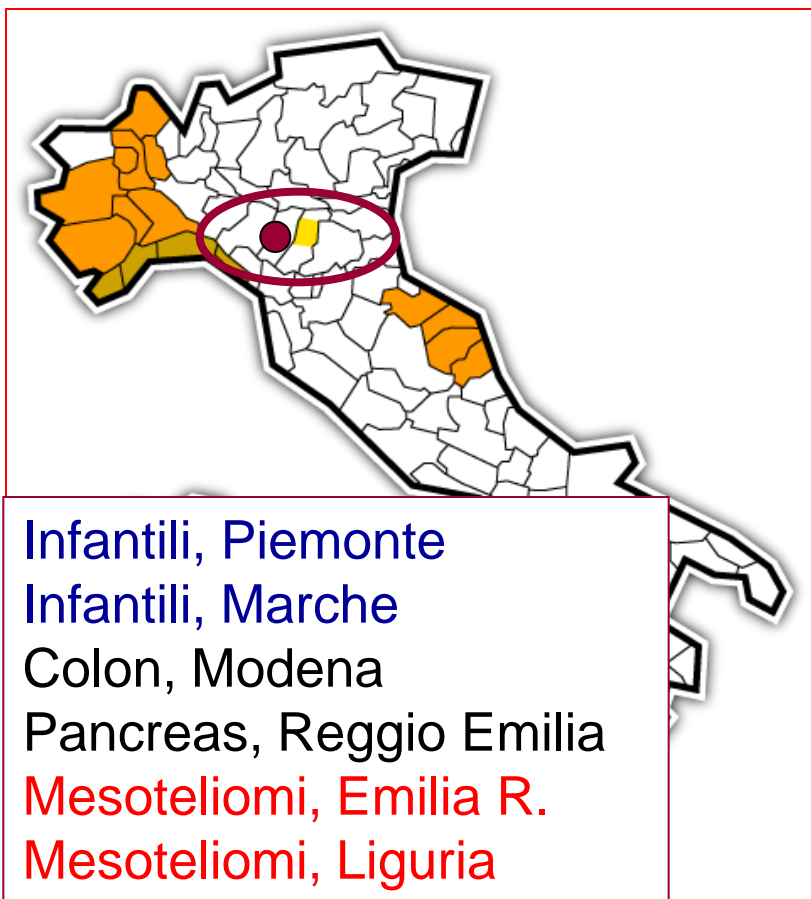 Infantili, Piemonte
Infantili, Marche
Colon, Modena
Pancreas, Reggio Emilia
Mesoteliomi, Emilia R.
Mesoteliomi, Liguria